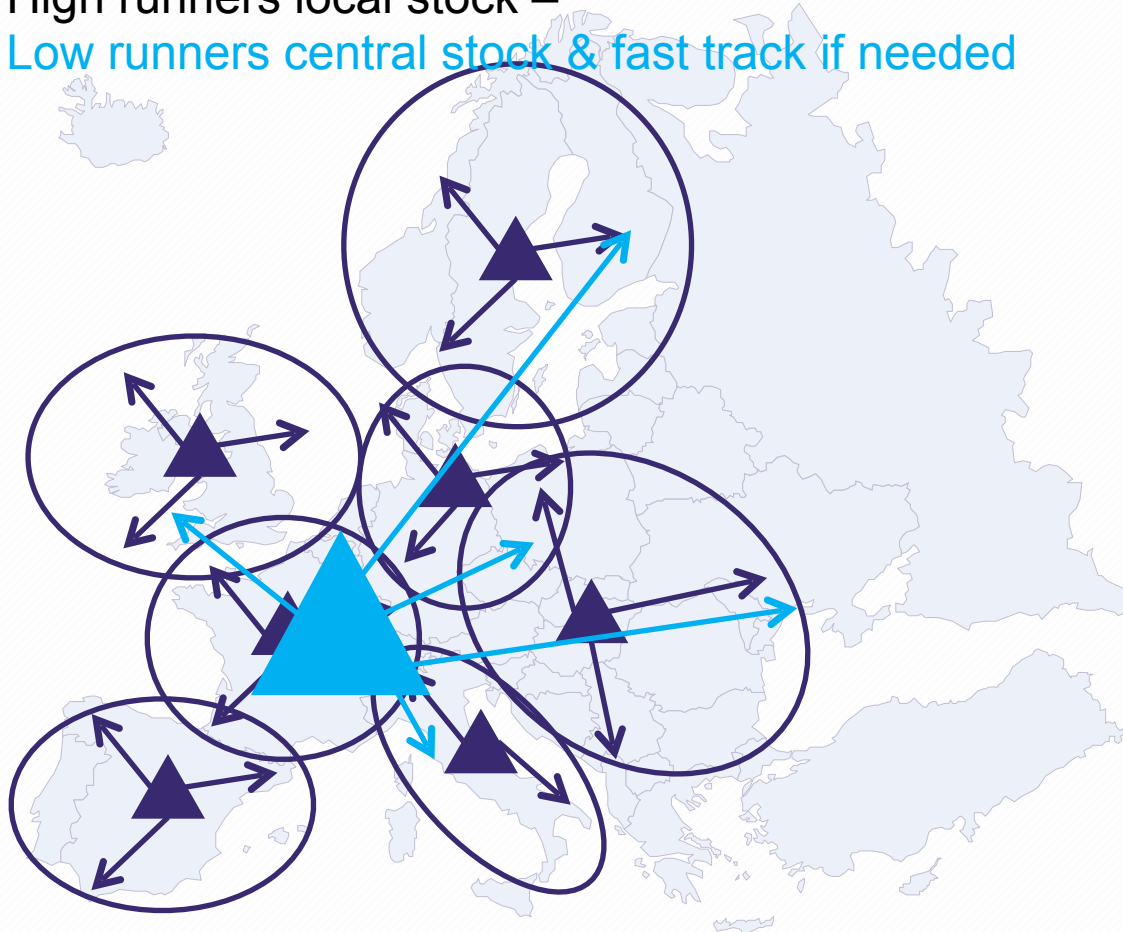 High runners local stock –
Low runners central stock & fast track if needed